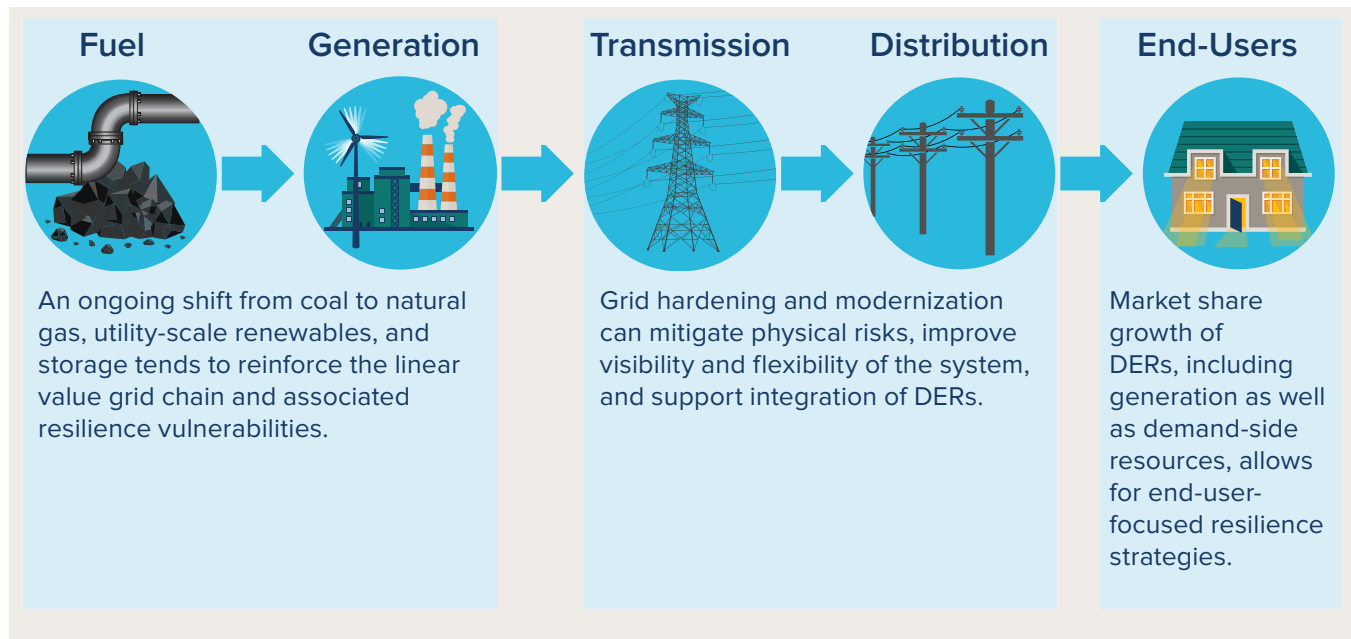 Fuel
Generation
An ongoing shift from coal to natural
gas, utility-scale renewables, and
storage tends to reinforce the linear
value grid chain and associated
resilience vulnerabilities.
Transmission
Distribution
Grid hardening and modernization
can mitigate physical risks, improve
visibility and flexibility of the system,
and support integration of DERs.
End-Users
Market share
growth of
DERs, including
generation as well
as demand-side
resources, allows
for end-user-
focused resilience
strategies.